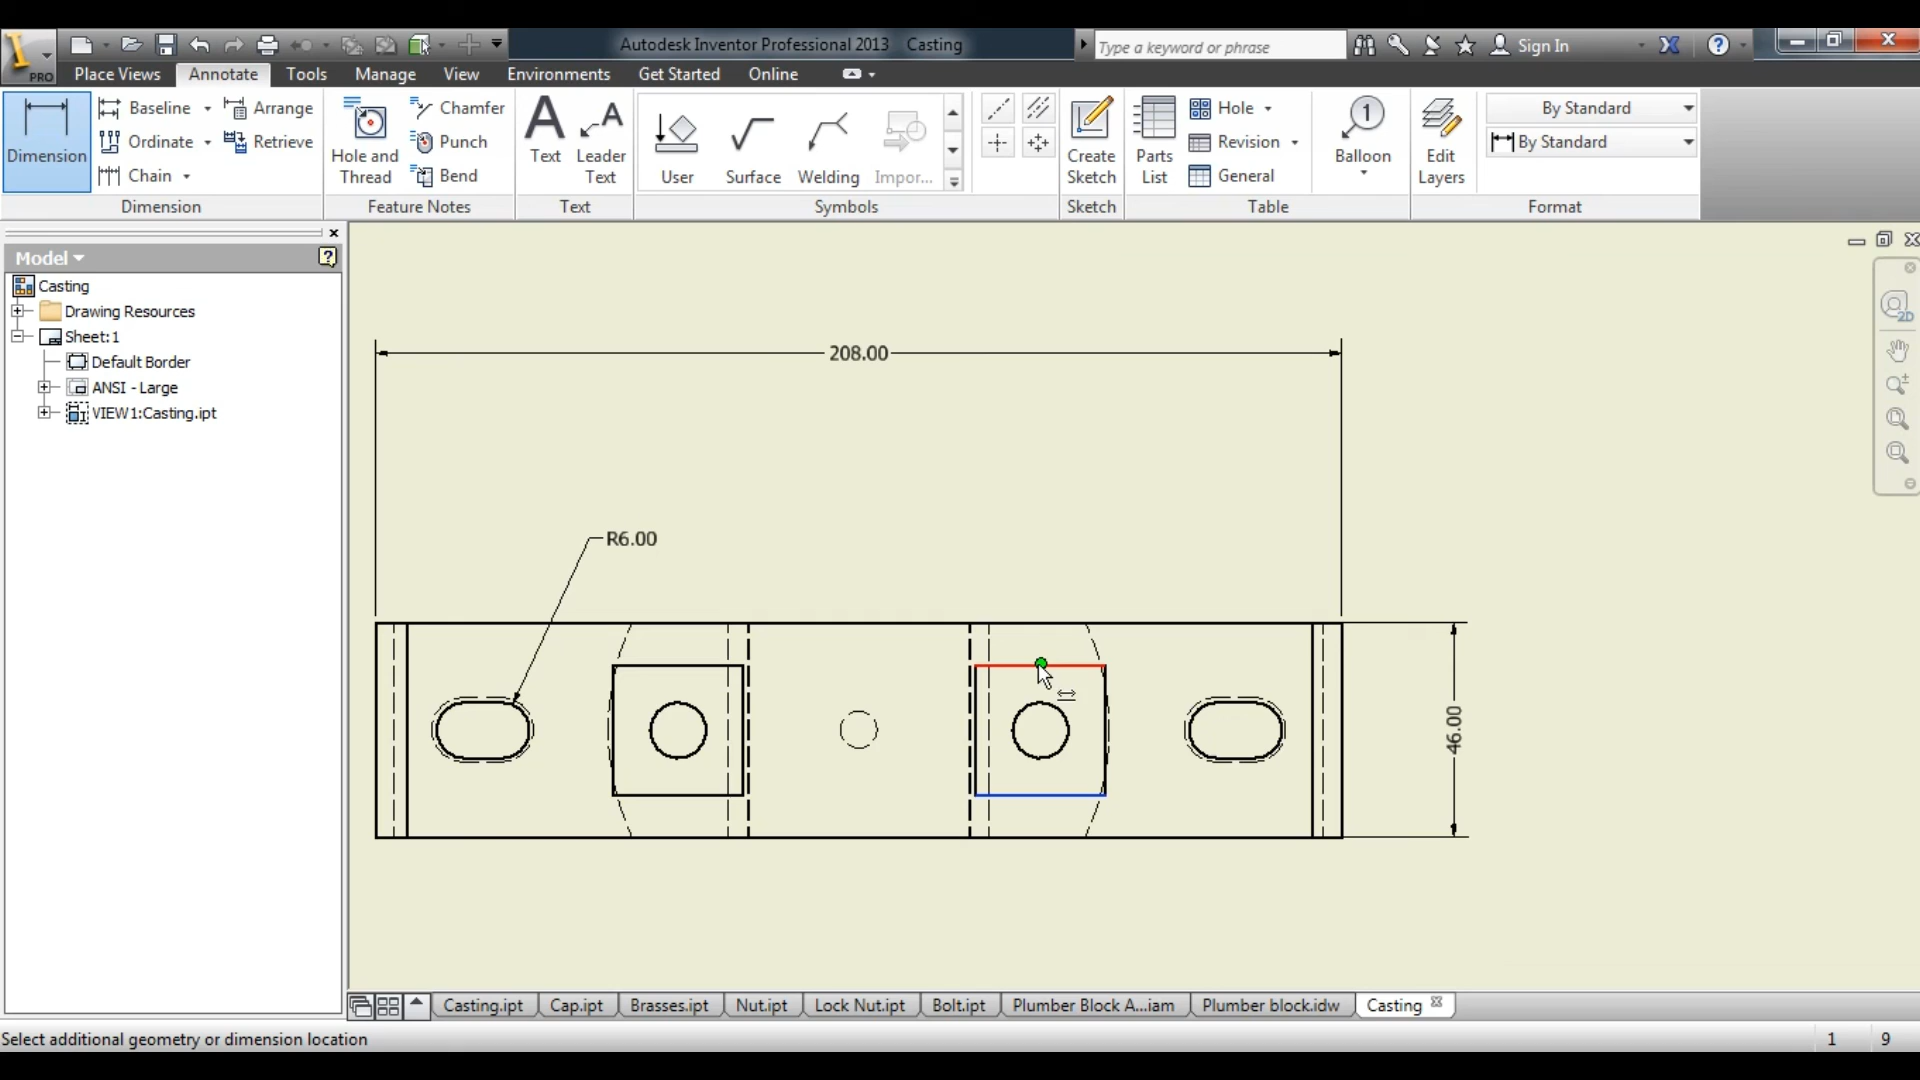 Autodesk Inventor Professional 2013 Casting
Type a keyword or phrase
Sign In
PRO
Place Views Annotate Tools Manage View Environments Get Started Online
Dimension
Baseline
Ordinate
Chain
Arrange
Retrieve
Dimension
Hole and
Thread
Chamfer
Punch
Bend
Feature Notes
Text
Leader
Text
Text
User
Surface
Welding
Impor...
Symbols
Create
Sketch
Sketch
Parts
List
Hole
Revision
General
Table
1
Balloon
Edit
Layers
By Standard
By Standard
Format
Model
Casting
Drawing Resources
Sheet:1
Default Border
ANSI - Large
VIEW1:Casting.ipt
2D
208.00
R6.00
46.00
Casting.ipt Cap.ipt Brasses.ipt Nut.ipt Lock Nut.ipt Bolt.ipt Plumber Block A...iam Plumber block.idw Casting
Select additional geometry or dimension location
1 9